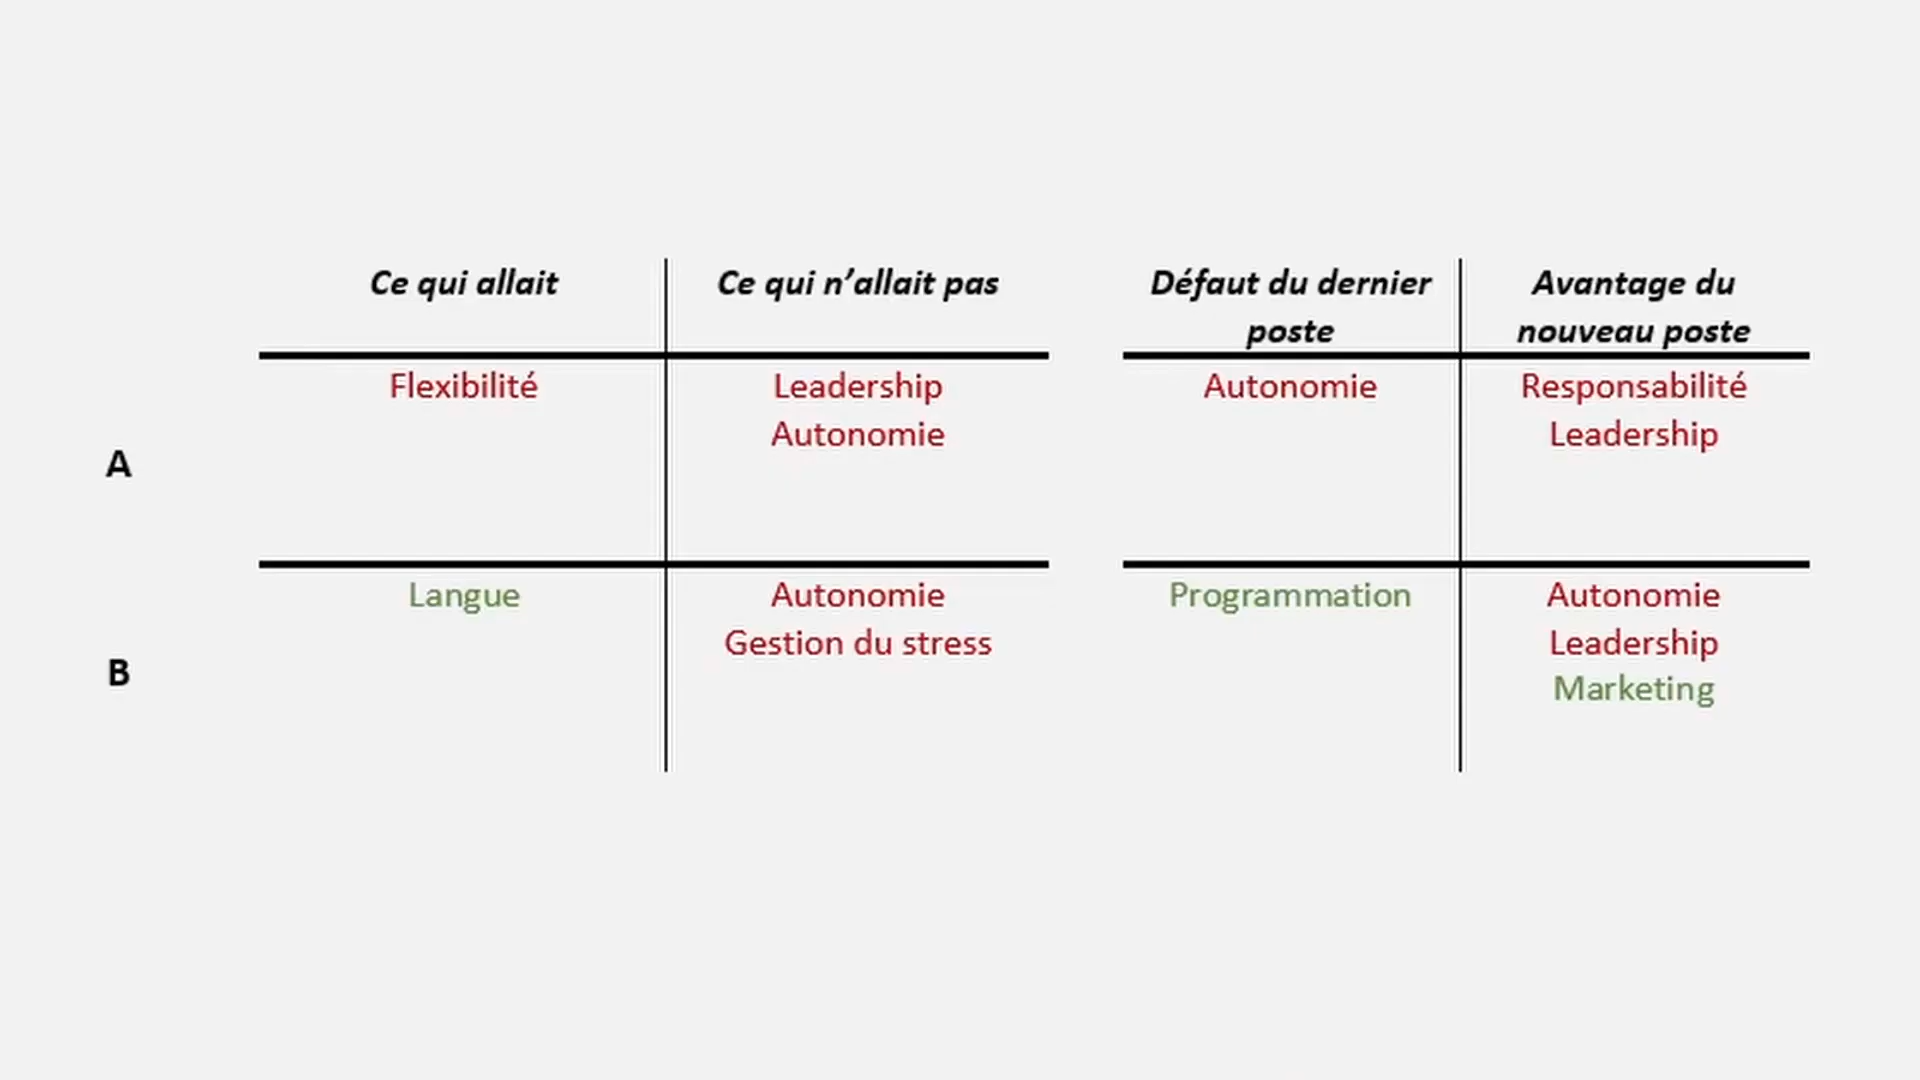 Ce qui allait
Ce qui n’allait pas
Défaut du dernier
poste
Avantage du
nouveau poste
A
Flexibilité
Leadership
Autonomie
Autonomie
Responsabilité
Leadership
B
Langue
Autonomie
Gestion du stress
Programmation
Autonomie
Leadership
Marketing